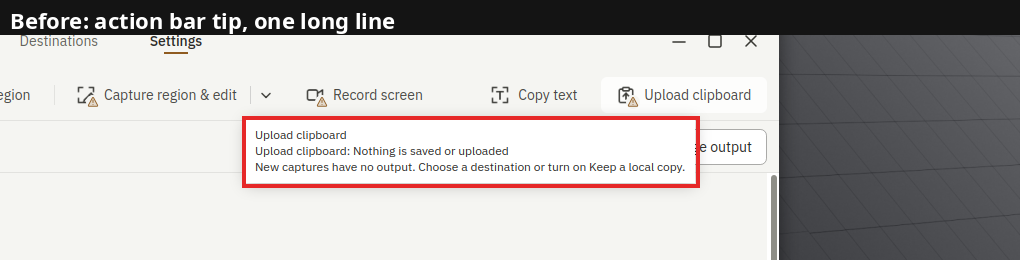 Before: action bar tip, one long line
Destinations Settings
egion Capture region & edit Record screen Copy text Upload clipboard
Upload clipboard
Upload clipboard: Nothing is saved or uploaded
e output
New captures have no output. Choose a destination or turn on Keep a local copy.